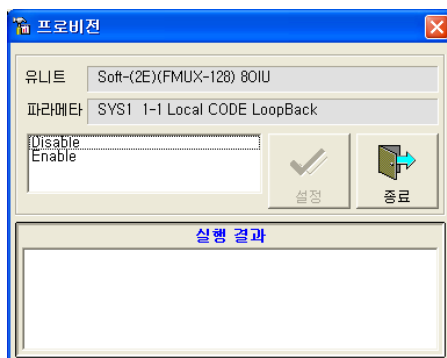 프로비전
유니트 Soft-(2E)(FMUX-128) 8OIU
파라메타 SYS1 1-1 Local CODE LoopBack
Disable
Enable
설정
종료
실행 결과